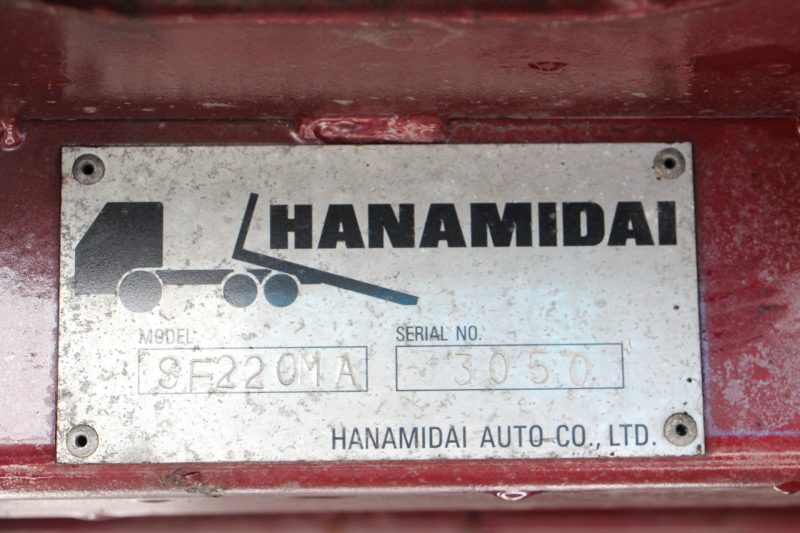 HANAMIDAI
MODEL SERIAL NO.
SF220MA 3050
HANAMIDAI AUTO CO., LTD.